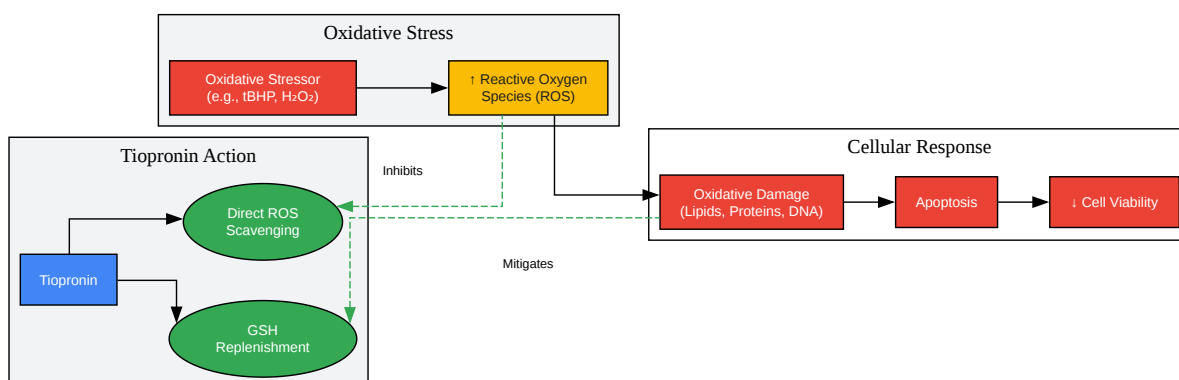 Oxidative Stress
Oxidative Stressor
(e.g., tBHP, H₂O₂)
↑ Reactive Oxygen
Species (ROS)
Tiopronin Action
Inhibits
Direct ROS
Scavenging
Tiopronin
GSH
Replenishment
Mitigates
Cellular Response
Oxidative Damage
(Lipids, Proteins, DNA)
Apoptosis
↓ Cell Viability